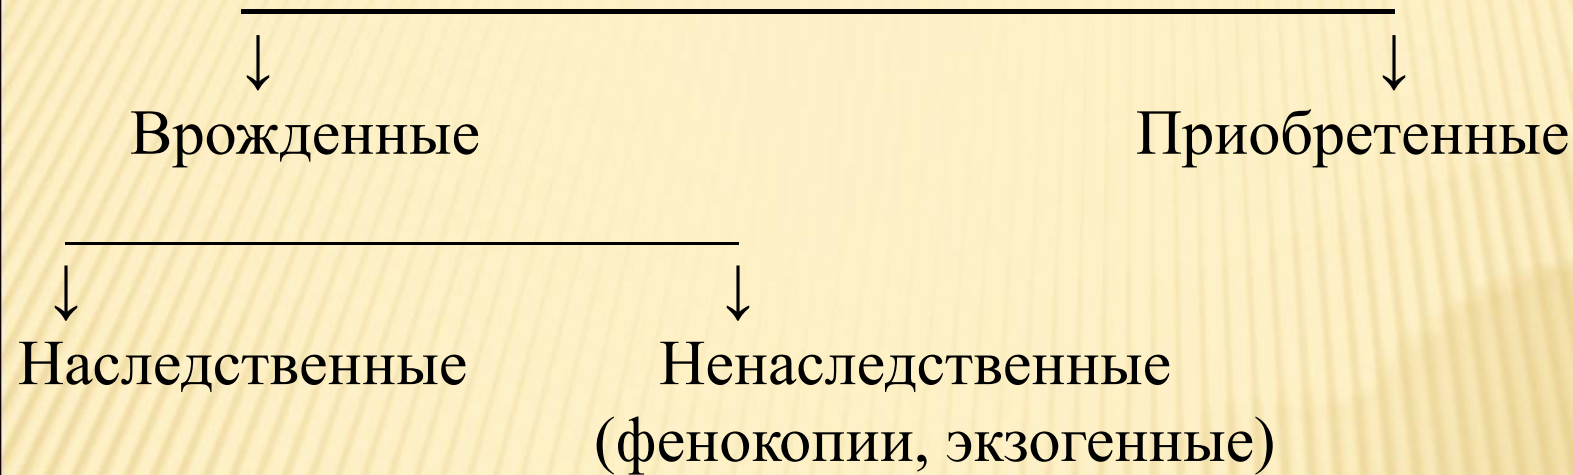 ↓ ↓
Врожденные Приобретенные
↓ ↓
Наследственные Ненаследственные
(фенокопии, экзогенные)